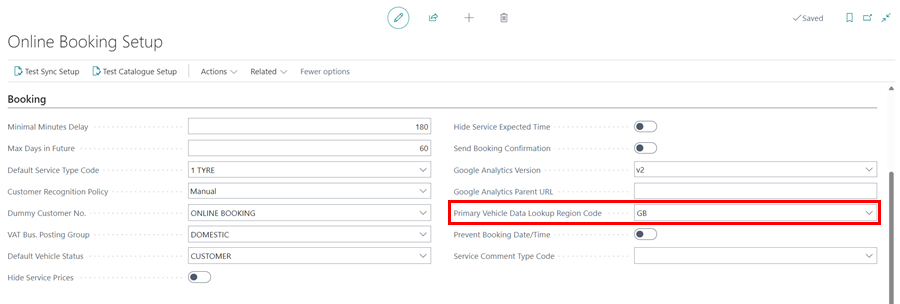 Saved
Online Booking Setup
Test Sync Setup Test Catalogue Setup Actions Related Fewer options
Booking
Minimal Minutes Delay 180
Max Days in Future 60
Default Service Type Code 1 TYRE
Customer Recognition Policy Manual
Dummy Customer No. ONLINE BOOKING
VAT Bus. Posting Group DOMESTIC
Default Vehicle Status CUSTOMER
Hide Service Prices
Hide Service Expected Time
Send Booking Confirmation
Google Analytics Version v2
Google Analytics Parent URL
Primary Vehicle Data Lookup Region Code GB
Prevent Booking Date/Time
Service Comment Type Code